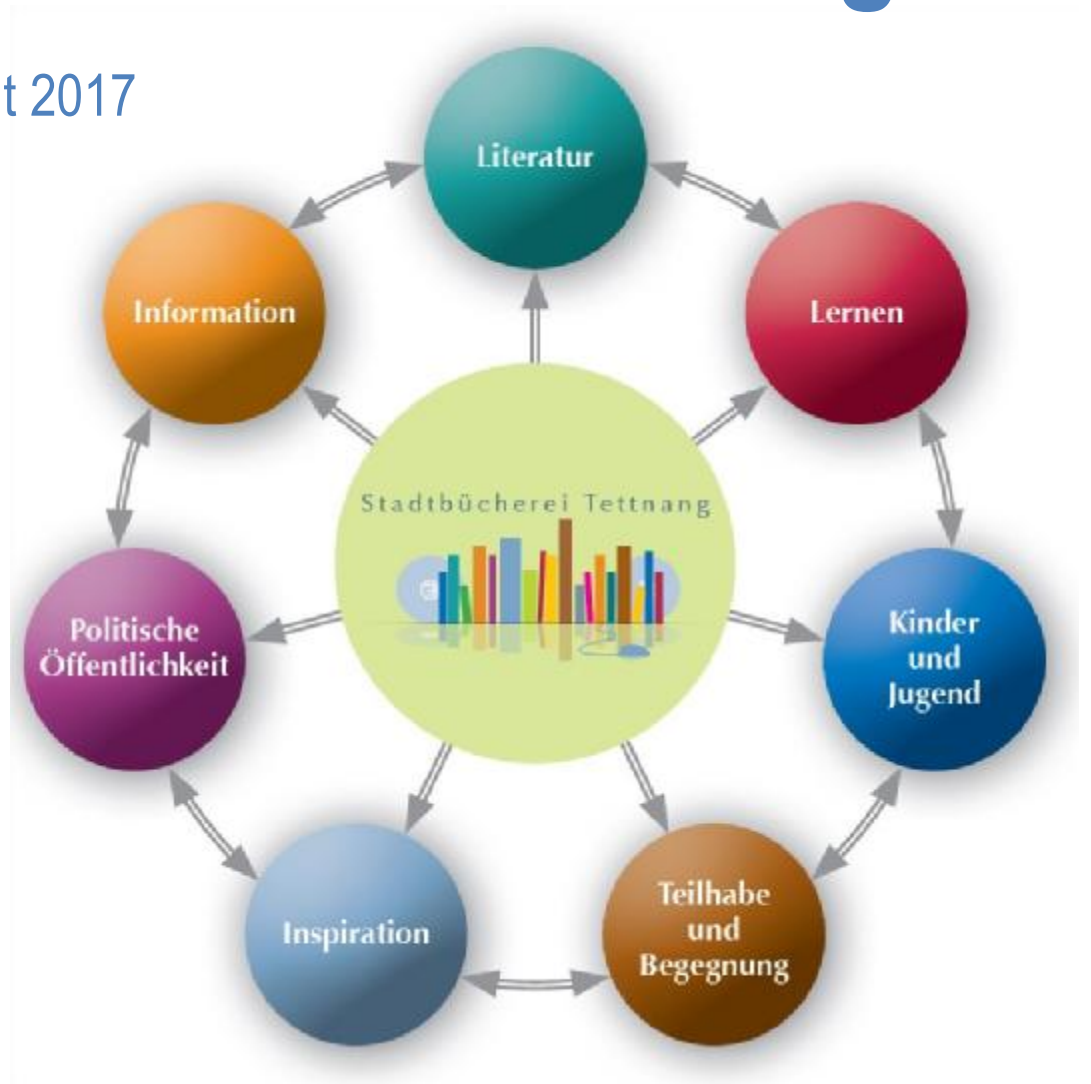 t 2017
Literatur
Information
Lernen
Stadtbücherei Tettnang
Politische
Öffentlichkeit
Kinder
und
Jugend
Inspiration
Teilhabe
und
Begegnung